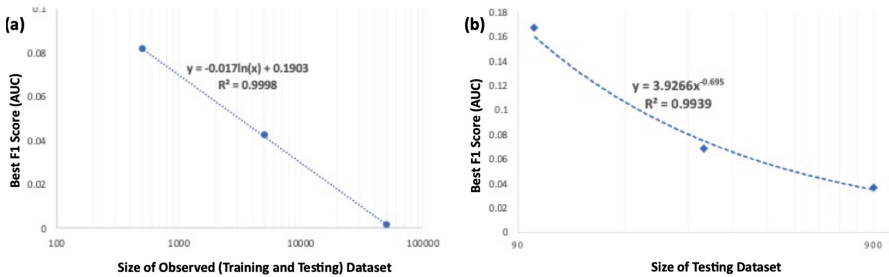 (a)
0.1
0.08
0.06
0.04
0.02
0
y = -0.017ln(x) + 0.1903
R² = 0.9998
100
1000
10000
100000
Best F1 Score (AUC)
Size of Observed (Training and Testing) Dataset
(b)
0.18
0.16
0.14
0.12
0.1
0.08
0.06
0.04
0.02
0
y = 3.9266x^-0.695
R² = 0.9939
90
900
Best F1 Score (AUC)
Size of Testing Dataset